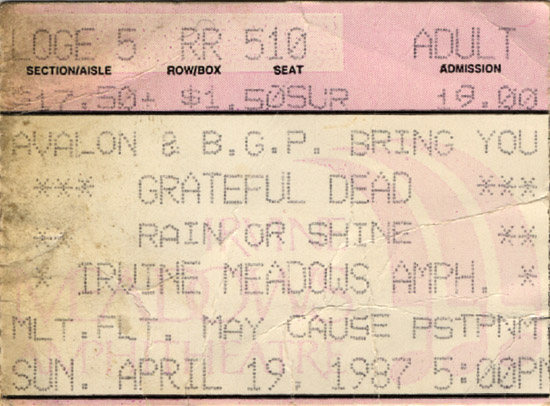 LOGE 5 RR 510 ADULT
SECTION/AISLE ROW/BOX SEAT ADMISSION
17.50+ $1.50SUR 19.00
AVALON & B.G.P. BRING YOU
*** GRATEFUL DEAD ***
** RAIN OR SHINE **
* IRVINE MEADOWS AMPH. *
MLT.FLT. MAY CAUSE PSTPNM
SUN. APRIL 19, 1987 5:00PM